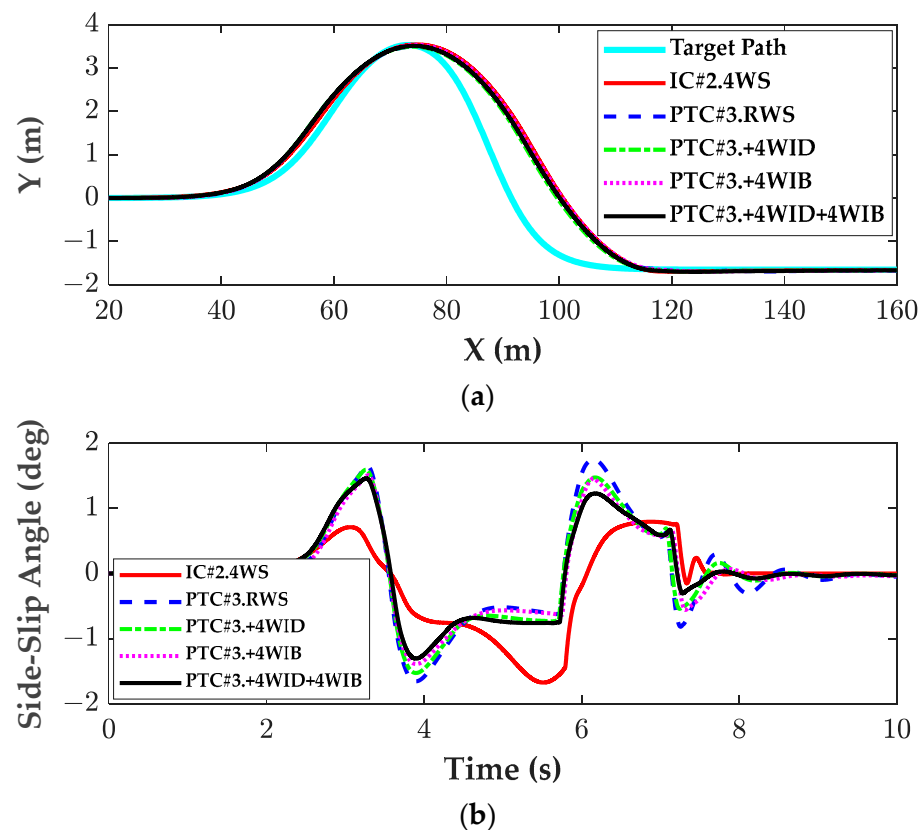 (a)
4
3
2
1
0
−1
−2
Y (m)
20 40 60 80 100 120 140 160
X (m)
Target Path
IC#2.4WS
PTC#3.RWS
PTC#3.+4WID
PTC#3.+4WIB
PTC#3.+4WID+4WIB
(a)
2
1
0
−1
−2
Side-Slip Angle (deg)
IC#2.4WS
PTC#3.RWS
PTC#3.+4WID
PTC#3.+4WIB
PTC#3.+4WID+4WIB
0 2 4 6 8 10
Time (s)
(b)